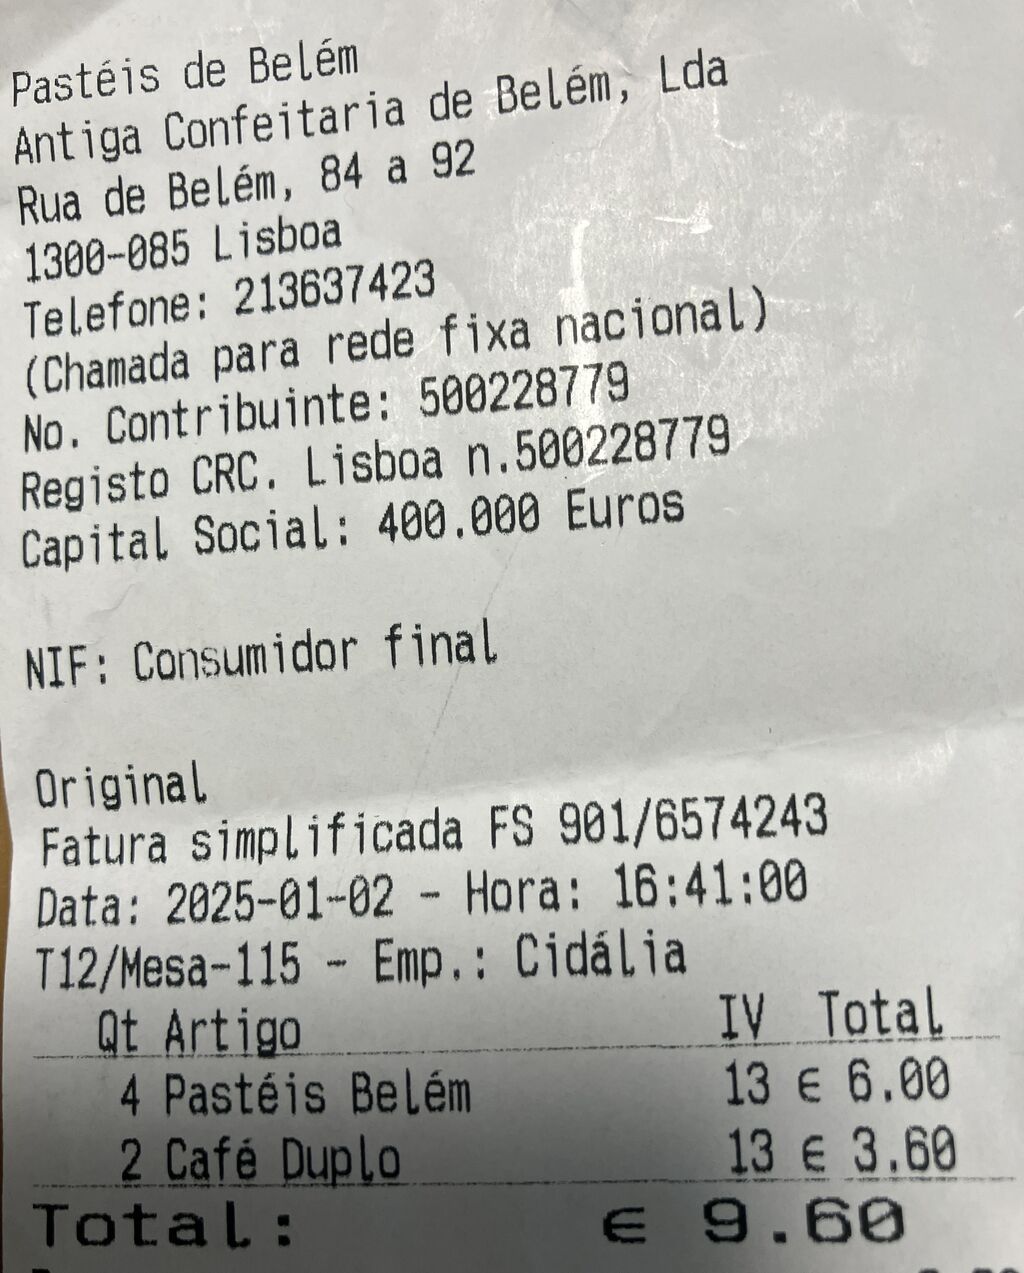 Pastéis de Belém
Antiga Confeitaria de Belém, Lda
Rua de Belém, 84 a 92
1300-085 Lisboa
Telefone: 213637423
(Chamada para rede fixa nacional)
No. Contribuinte: 500228779
Registo CRC. Lisboa n.500228779
Capital Social: 400.000 Euros
NIF: Consumidor final
Original
Fatura simplificada FS 901/6574243
Data: 2025-01-02 - Hora: 16:41:00
T12/Mesa-115 - Emp.: Cidália
Qt Artigo IV Total
4 Pastéis Belém 13 € 6.00
2 Café Duplo 13 € 3.60
Total: € 9.60